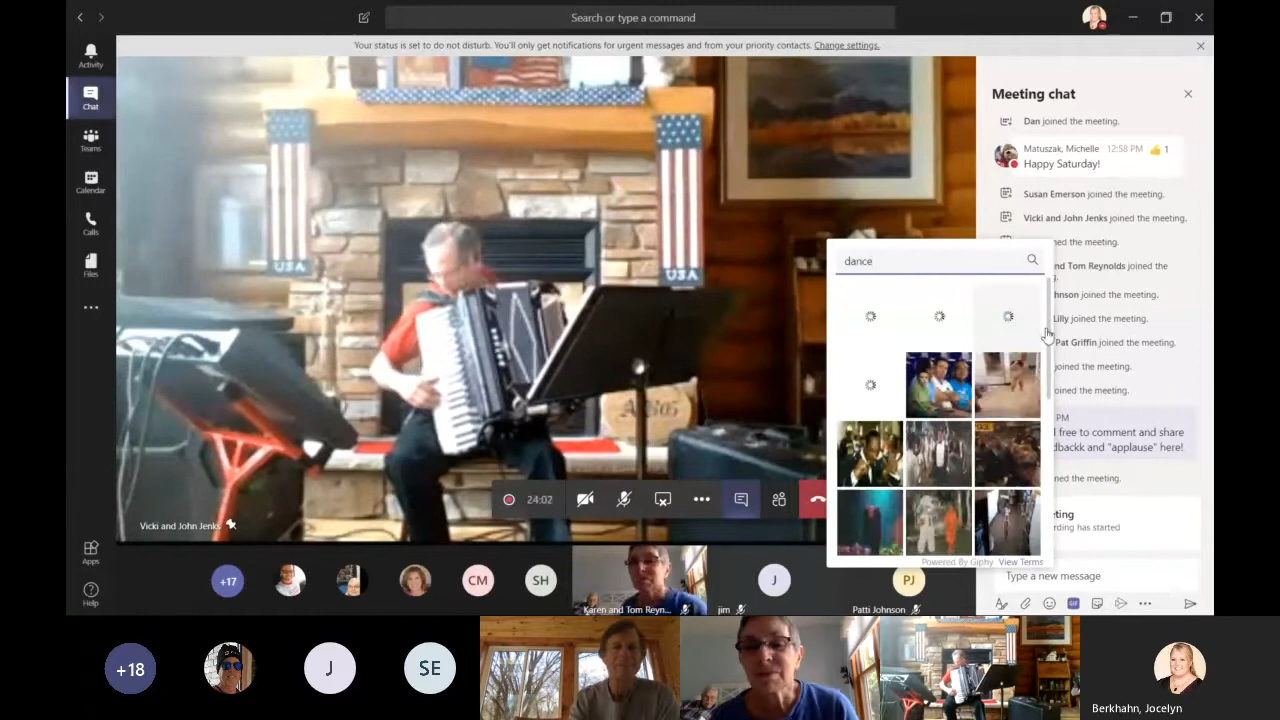 Search or type a command
Your status is set to do not disturb. You'll only get notifications for urgent messages and from your priority contacts. Change settings.
Activity
Chat
Teams
Calendar
Calls
Files
Apps
Help
USA
USA
Vicki and John Jenks
24:02
Meeting chat
Dan joined the meeting.
Matuszak, Michelle 12:58 PM 1
Happy Saturday!
Susan Emerson joined the meeting.
Vicki and John Jenks joined the meeting.
ned the meeting.
nd Tom Reynolds joined the
g.
hnson joined the meeting.
Lilly joined the meeting.
Pat Griffin joined the meeting.
joined the meeting.
joined the meeting.
PM
l free to comment and share
dbackk and "applause" here!
ned the meeting.
eting
rding has started
dance
Powered By Giphy View Terms
Type a new message
GIF
+17
CM
SH
Karen and Tom Reyn...
J
jim
PJ
Patti Johnson
+18
J
SE
Berkhahn, Jocelyn